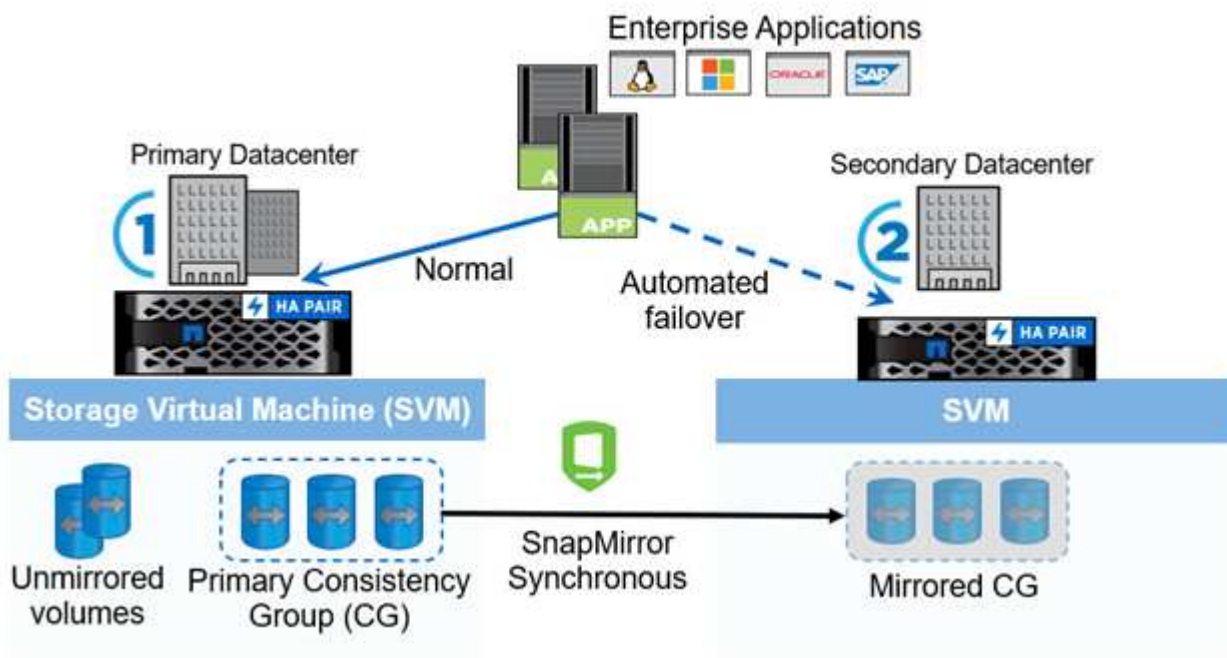 Enterprise Applications
ORACLE
SAP
Primary Datacenter
Secondary Datacenter
1
APP
2
Normal
Automated
failover
HA PAIR
HA PAIR
Storage Virtual Machine (SVM)
SVM
SnapMirror
Synchronous
Unmirrored
volumes
Primary Consistency
Group (CG)
Mirrored CG